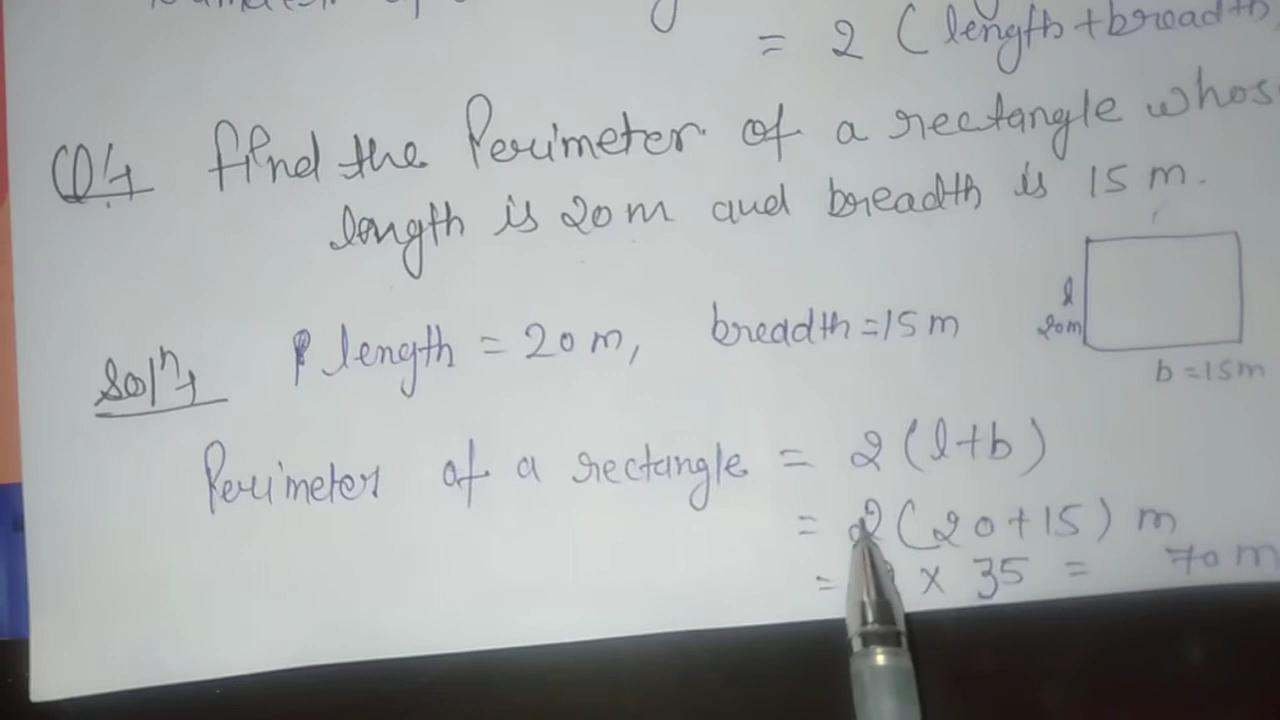 = 2 (length+breadth
Q.1 find the Perimeter of a rectangle whos
length is 20 m and breadth is 15 m.
Solⁿ length = 20 m, breadth = 15 m
l
20m
b = 15m
Perimeter of a rectangle = 2 (l+b)
= 2 (20+15) m
= × 35 = 70 m